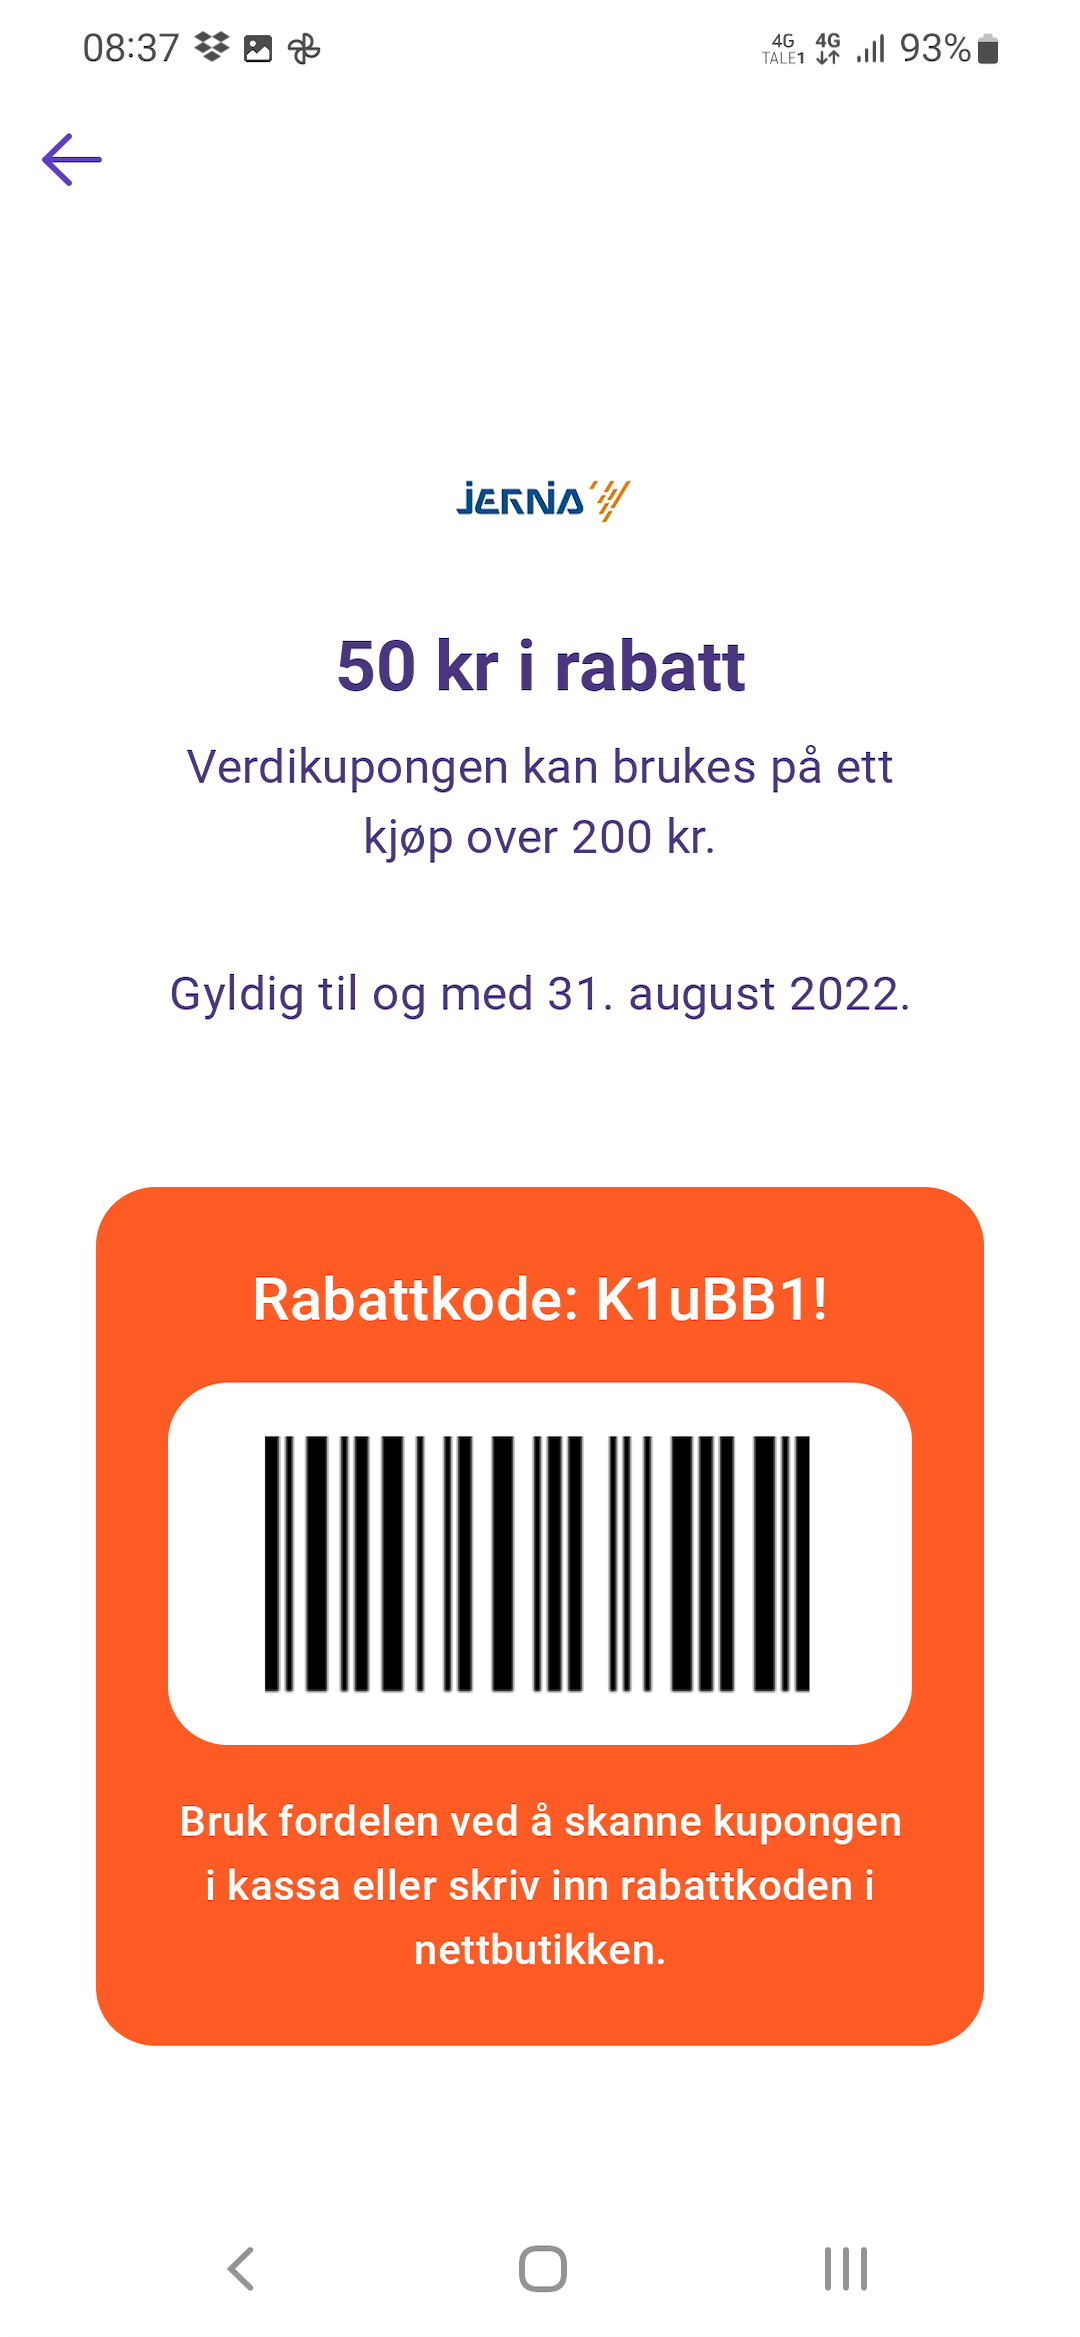 08:37
4G
TALE1
4G
93%
JERNIA
50 kr i rabatt
Verdikupongen kan brukes på ett
kjøp over 200 kr.
Gyldig til og med 31. august 2022.
Rabattkode: K1uBB1!
Bruk fordelen ved å skanne kupongen
i kassa eller skriv inn rabattkoden i
nettbutikken.